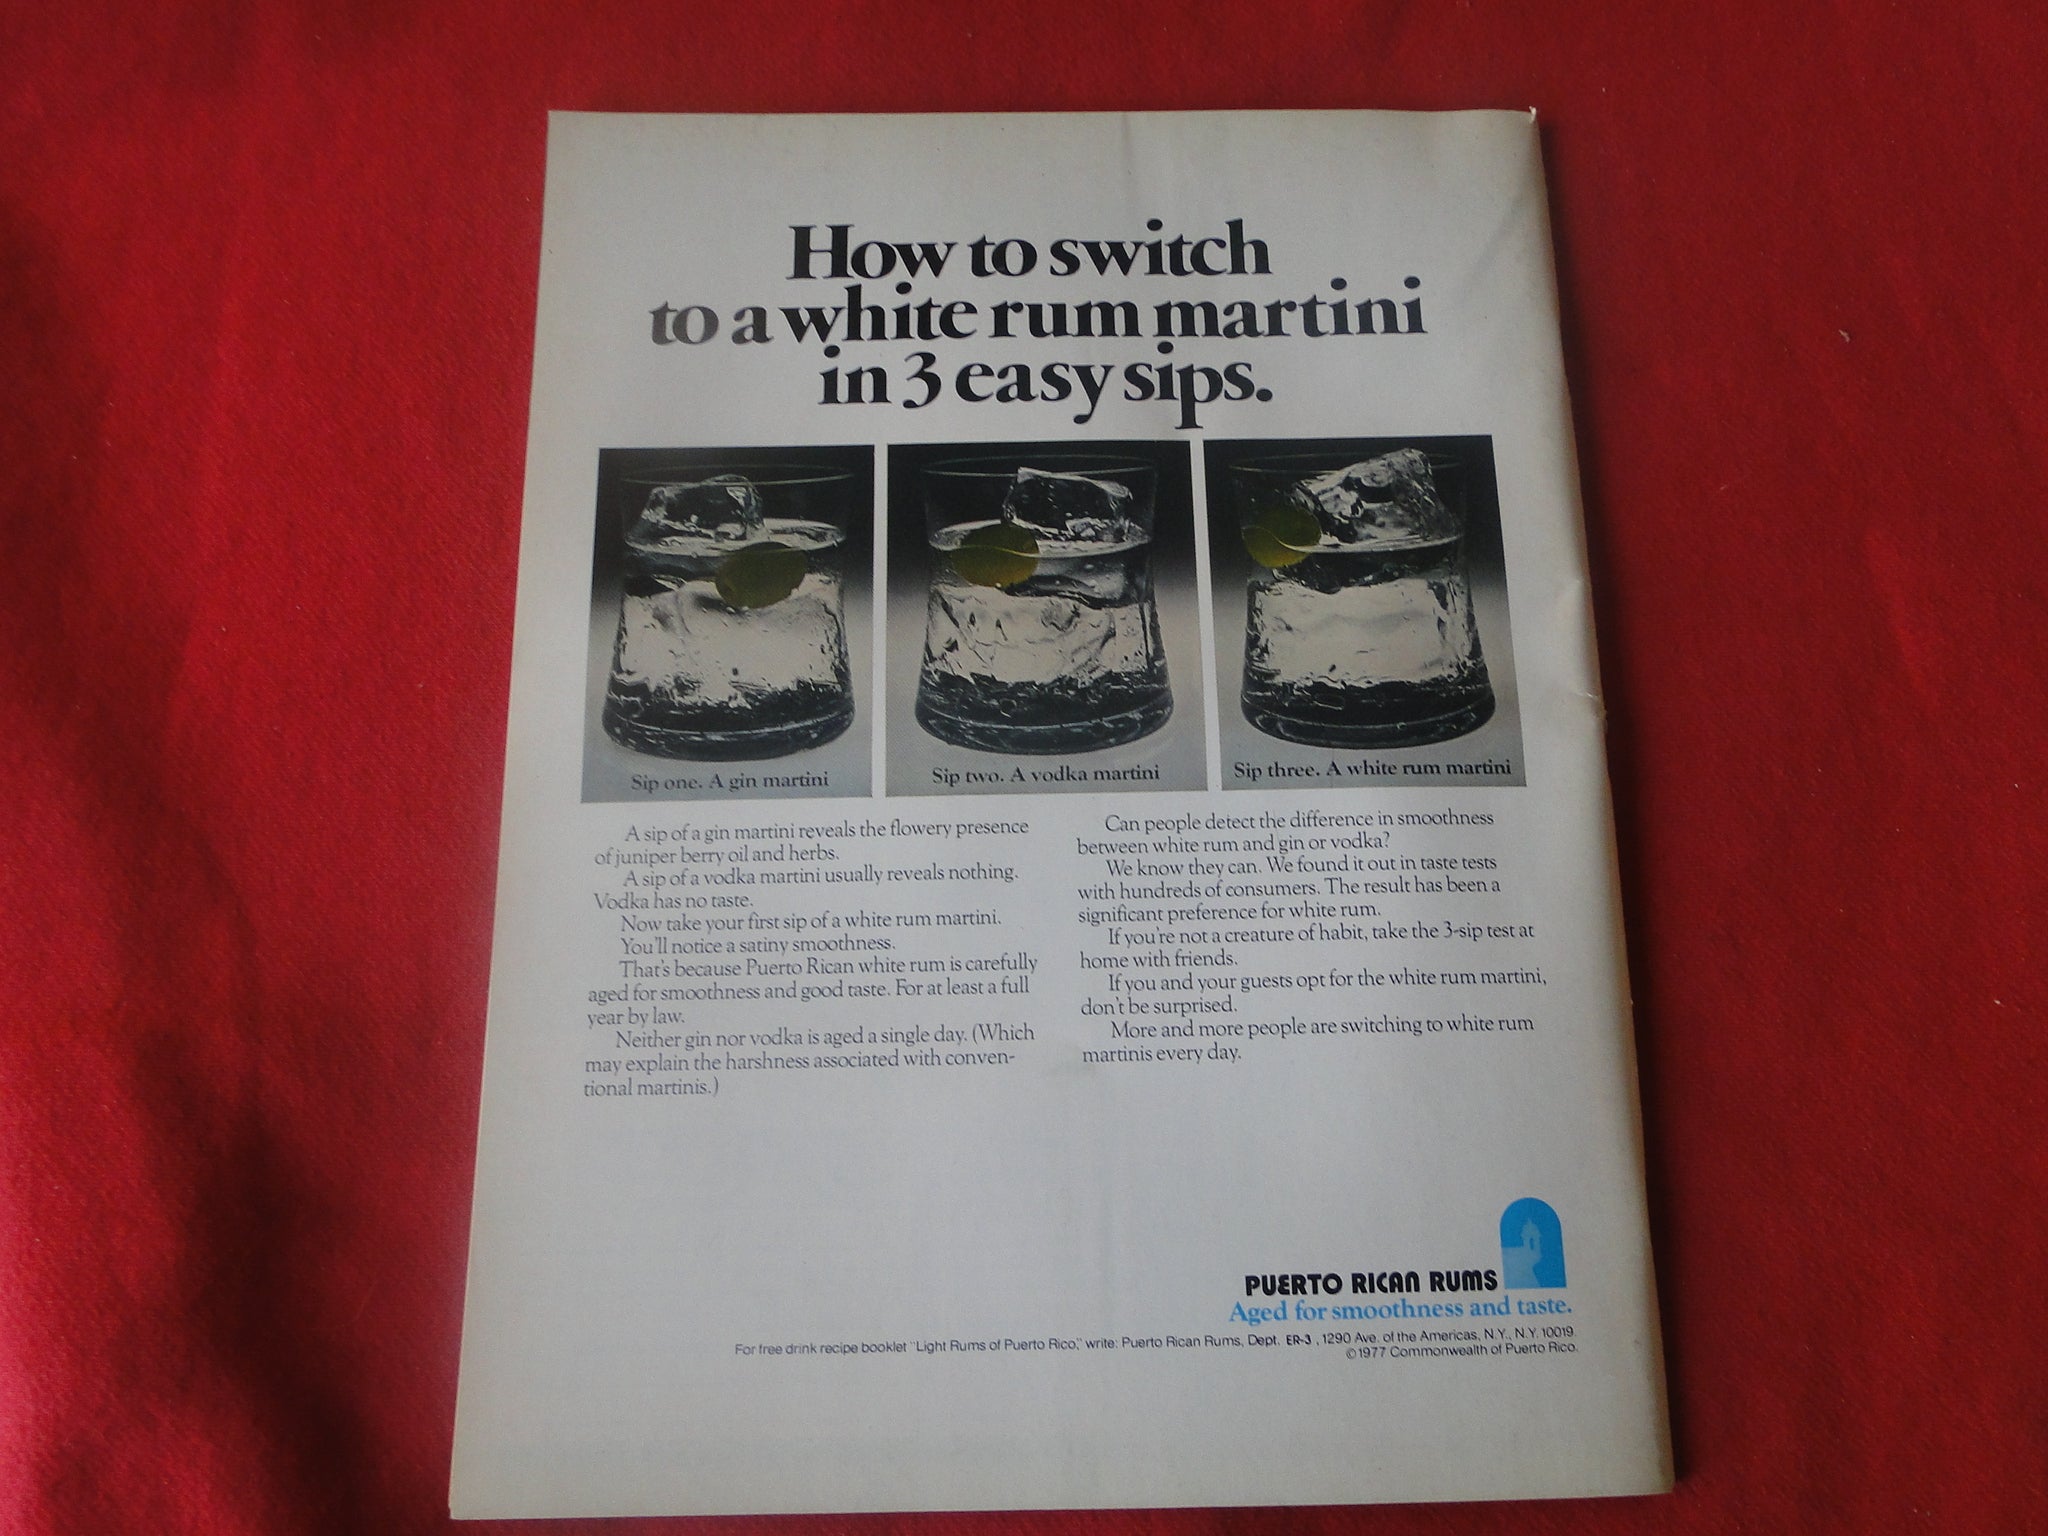 How to switch
to a white rum martini
in 3 easy sips.
Sip one. A gin martini
Sip two. A vodka martini
Sip three. A white rum martini
A sip of a gin martini reveals the flowery presence
of juniper berry oil and herbs.
A sip of a vodka martini usually reveals nothing.
Vodka has no taste.
Now take your first sip of a white rum martini.
You'll notice a satiny smoothness.
That's because Puerto Rican white rum is carefully
aged for smoothness and good taste. For at least a full
year by law.
Neither gin nor vodka is aged a single day. (Which
may explain the harshness associated with conven-
tional martinis.)
Can people detect the difference in smoothness
between white rum and gin or vodka?
We know they can. We found it out in taste tests
with hundreds of consumers. The result has been a
significant preference for white rum.
If you're not a creature of habit, take the 3-sip test at
home with friends.
If you and your guests opt for the white rum martini,
don't be surprised.
More and more people are switching to white rum
martinis every day.
PUERTO RICAN RUMS
Aged for smoothness and taste.
For free drink recipe booklet "Light Rums of Puerto Rico," write: Puerto Rican Rums, Dept. ER-3, 1290 Ave. of the Americas, N.Y., N.Y. 10019.
©1977 Commonwealth of Puerto Rico.